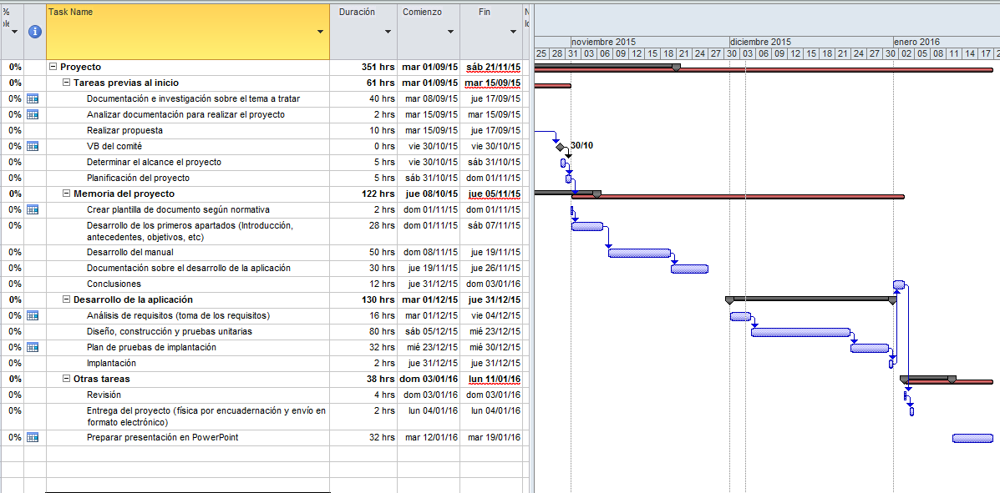 % Task Name Duración Comienzo Fin N
ple lo
noviembre 2015 diciembre 2015 enero 2016
25 28 31 03 06 09 12 15 18 21 24 27 30 03 06 09 12 15 18 21 24 27 30 02 05 08 11 14 17 2
0% Proyecto 351 hrs mar 01/09/15 sáb 21/11/15
0% Tareas previas al inicio 61 hrs mar 01/09/15 mar 15/09/15
0% Documentación e investigación sobre el tema a tratar 40 hrs mar 08/09/15 jue 17/09/15
0% Analizar documentación para realizar el proyecto 2 hrs mar 15/09/15 mar 15/09/15
0% Realizar propuesta 10 hrs mar 15/09/15 jue 17/09/15
0% VB del comité 0 hrs vie 30/10/15 vie 30/10/15 30/10
0% Determinar el alcance el proyecto 5 hrs vie 30/10/15 sáb 31/10/15
0% Planificación del proyecto 5 hrs sáb 31/10/15 dom 01/11/15
0% Memoria del proyecto 122 hrs jue 08/10/15 jue 05/11/15
0% Crear plantilla de documento según normativa 2 hrs dom 01/11/15 dom 01/11/15
0% Desarrollo de los primeros apartados (Introducción, 28 hrs dom 01/11/15 sáb 07/11/15
antecedentes, objetivos, etc)
0% Desarrollo del manual 50 hrs dom 08/11/15 jue 19/11/15
0% Documentación sobre el desarrollo de la aplicación 30 hrs jue 19/11/15 jue 26/11/15
0% Conclusiones 12 hrs jue 31/12/15 dom 03/01/16
0% Desarrollo de la aplicación 130 hrs mar 01/12/15 jue 31/12/15
0% Análisis de requisitos (toma de los requisitos) 16 hrs mar 01/12/15 vie 04/12/15
0% Diseño, construcción y pruebas unitarias 80 hrs sáb 05/12/15 mié 23/12/15
0% Plan de pruebas de implantación 32 hrs mié 23/12/15 mié 30/12/15
0% Implantación 2 hrs jue 31/12/15 jue 31/12/15
0% Otras tareas 38 hrs dom 03/01/16 lun 11/01/16
0% Revisión 4 hrs dom 03/01/16 dom 03/01/16
0% Entrega del proyecto (física por encuadernación y envío en 2 hrs lun 04/01/16 lun 04/01/16
formato electrónico)
0% Preparar presentación en PowerPoint 32 hrs mar 12/01/16 mar 19/01/16